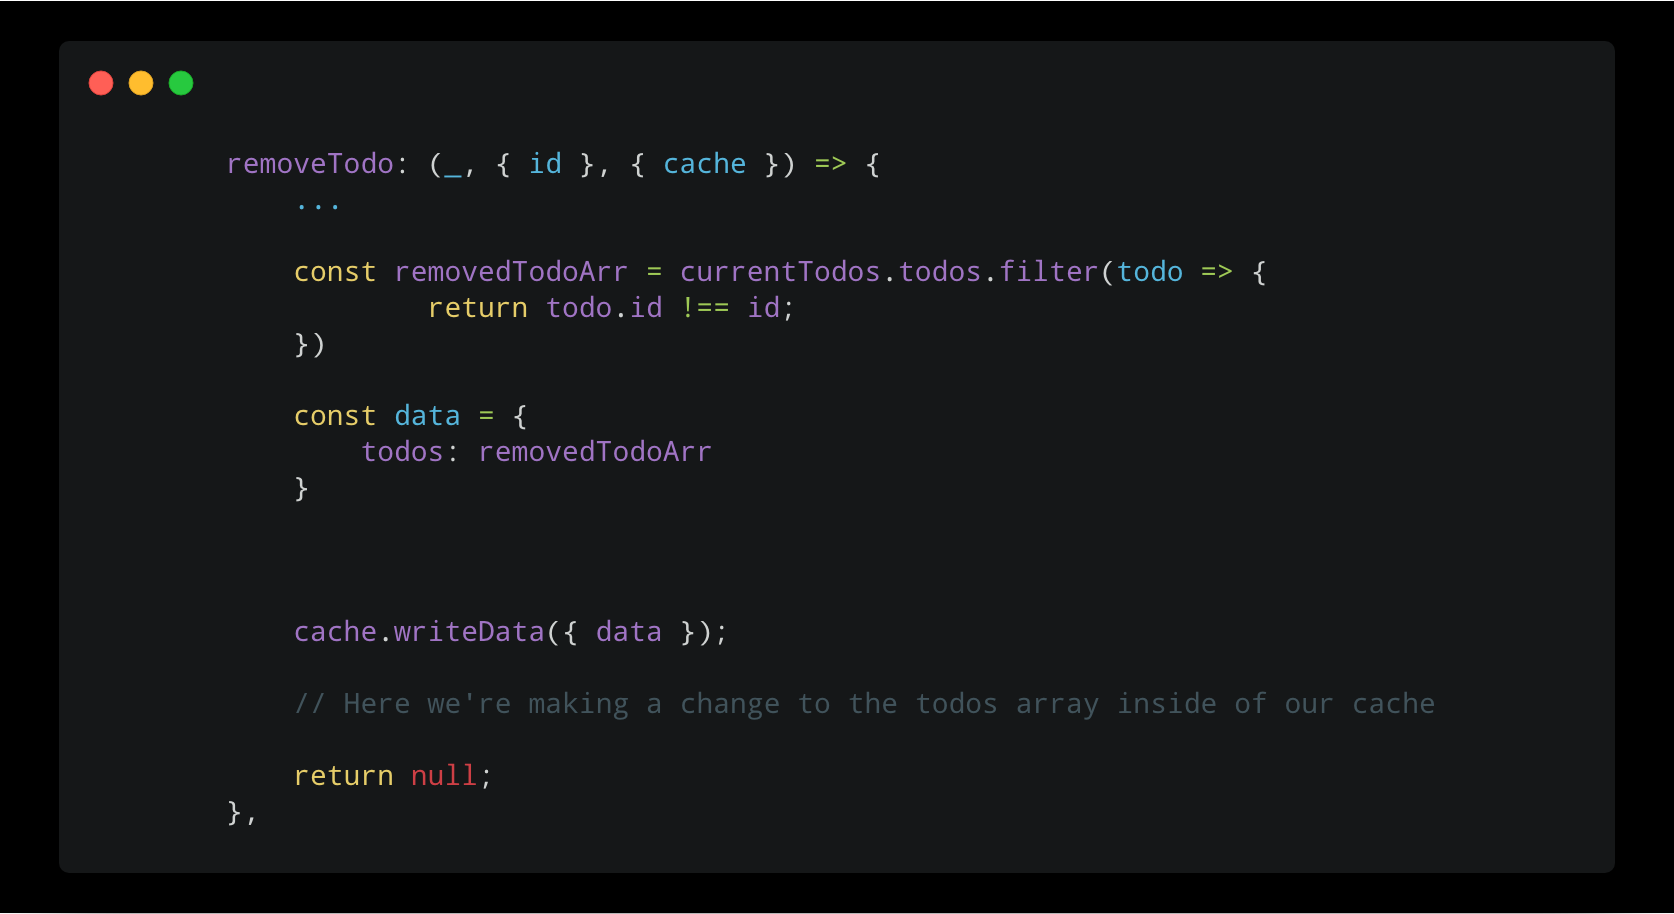 removeTodo: (_, { id }, { cache }) => {
...
const removedTodoArr = currentTodos.todos.filter(todo => {
return todo.id !== id;
})
const data = {
todos: removedTodoArr
}
cache.writeData({ data });
// Here we're making a change to the todos array inside of our cache
return null;
},